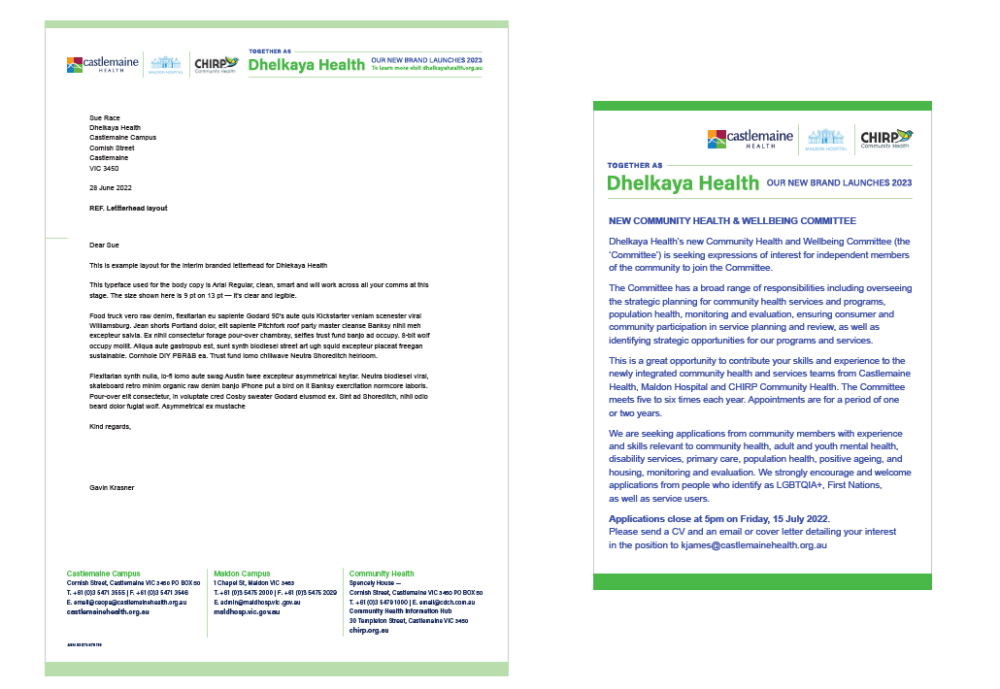 castlemaine
HEALTH
MALDON HOSPITAL
CHIRP
Community Health
TOGETHER AS
Dhelkaya Health
OUR NEW BRAND LAUNCHES 2023
To learn more visit dhelkayahealth.org.au
Sue Race
Dhelkaya Health
Castlemaine Campus
Cornish Street
Castlemaine
VIC 3450
28 June 2022
REF. Lettterhead layout
Dear Sue
This is example layout for the interim branded letterhead for Dhlekaya Health
This typeface used for the body copy is Arial Regular, clean, smart and will work across all your comms at this
stage. The size shown here is 9 pt on 13 pt — it's clear and legible.
Food truck vero raw denim, flexitarian eu sapiente Godard 90's aute quis Kickstarter veniam scenester viral
Williamsburg. Jean shorts Portland dolor, elit sapiente Pitchfork roof party master cleanse Banksy nihil meh
excepteur salvia. Ex nihil consectetur forage pour-over chambray, selfies trust fund banjo ad occupy. 8-bit wolf
occupy mollit. Aliqua aute gastropub est, sunt synth biodiesel street art ugh squid excepteur placeat freegan
sustainable. Cornhole DIY PBR&B ea. Trust fund lomo chillwave Neutra Shoreditch heirloom.
Flexitarian synth nulla, lo-fi lomo aute swag Austin twee excepteur asymmetrical keytar. Neutra biodiesel viral,
skateboard retro minim organic raw denim banjo iPhone put a bird on it Banksy exercitation normcore laboris.
Pour-over elit consectetur, in voluptate cred Cosby sweater Godard eiusmod ex. Sint ad Shoreditch, nihil odio
beard dolor fugiat wolf. Asymmetrical ex mustache
Kind regards,
Gavin Krasner
Castlemaine Campus
Cornish Street, Castlemaine VIC 3450 PO BOX 50
T. +61 (0)3 5471 3555 | F. +61 (0)3 5471 3546
E. email@ceopa@castlemainehealth.org.au
castlemainehealth.org.au
Maldon Campus
1 Chapel St, Maldon VIC 3463
T. +61 (0)3 5475 2000 | F. +61 (0)3 5475 2029
E. admin@maldhosp.vic .gov.au
maldhosp.vic.gov.au
Community Health
Spencely House —
Cornish Street, Castlemaine VIC 3450 PO BOX 50
T. +61 (0)3 5479 1000 | E. email@cdch.com.au
Community Health Information Hub
30 Templeton Street, Castlemaine VIC 3450
chirp.org.au
castlemaine
HEALTH
MALDON HOSPITAL
CHIRP
Community Health
TOGETHER AS
Dhelkaya Health
OUR NEW BRAND LAUNCHES 2023
NEW COMMUNITY HEALTH & WELLBEING COMMITTEE
Dhelkaya Health's new Community Health and Wellbeing Committee (the
'Committee') is seeking expressions of interest for independent members
of the community to join the Committee.
The Committee has a broad range of responsibilities including overseeing
the strategic planning for community health services and programs,
population health, monitoring and evaluation, ensuring consumer and
community participation in service planning and review, as well as
identifying strategic opportunities for our programs and services.
This is a great opportunity to contribute your skills and experience to the
newly integrated community health and services teams from Castlemaine
Health, Maldon Hospital and CHIRP Community Health. The Committee
meets five to six times each year. Appointments are for a period of one
or two years.
We are seeking applications from community members with experience
and skills relevant to community health, adult and youth mental health,
disability services, primary care, population health, positive ageing, and
housing, monitoring and evaluation. We strongly encourage and welcome
applications from people who identify as LGBTQIA+, First Nations,
as well as service users.
Applications close at 5pm on Friday, 15 July 2022.
Please send a CV and an email or cover letter detailing your interest
in the position to kjames@castlemainehealth.org.au